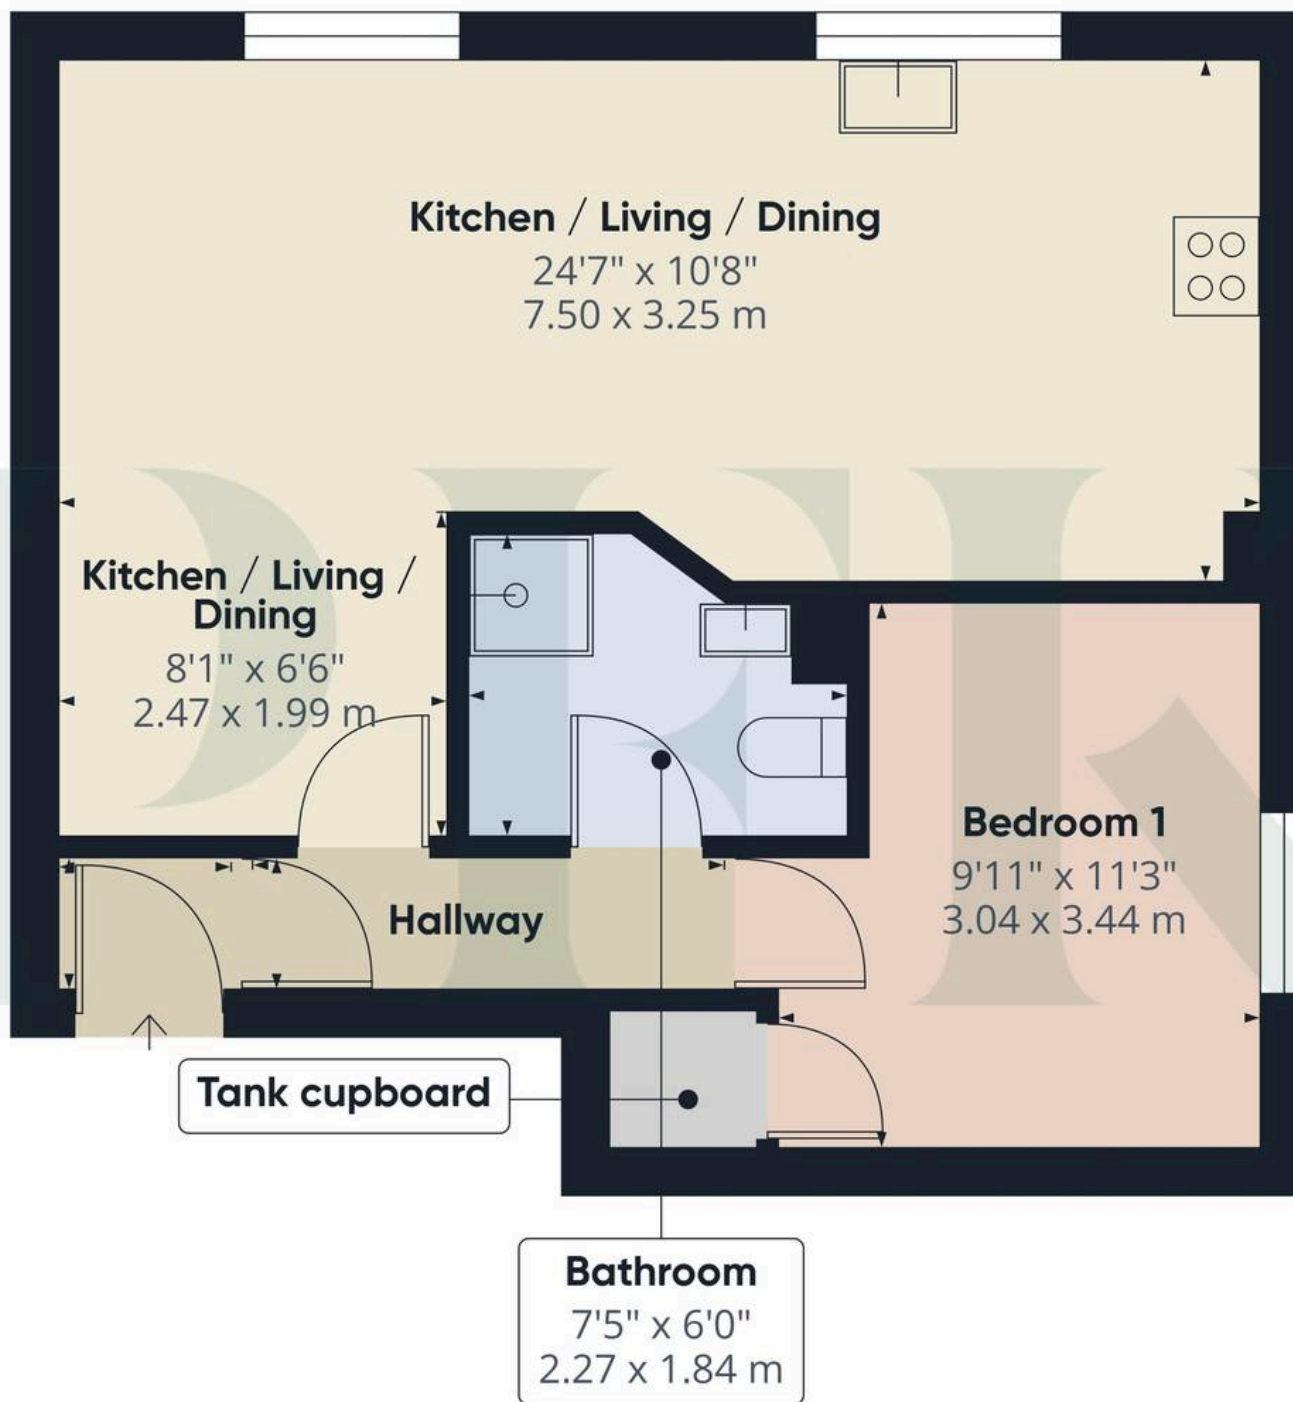 Kitchen / Living / Dining
24'7" x 10'8"
7.50 x 3.25 m
Kitchen / Living /
Dining
8'1" x 6'6"
2.47 x 1.99 m
Bedroom 1
9'11" x 11'3"
3.04 x 3.44 m
Hallway
Tank cupboard
Bathroom
7'5" x 6'0"
2.27 x 1.84 m